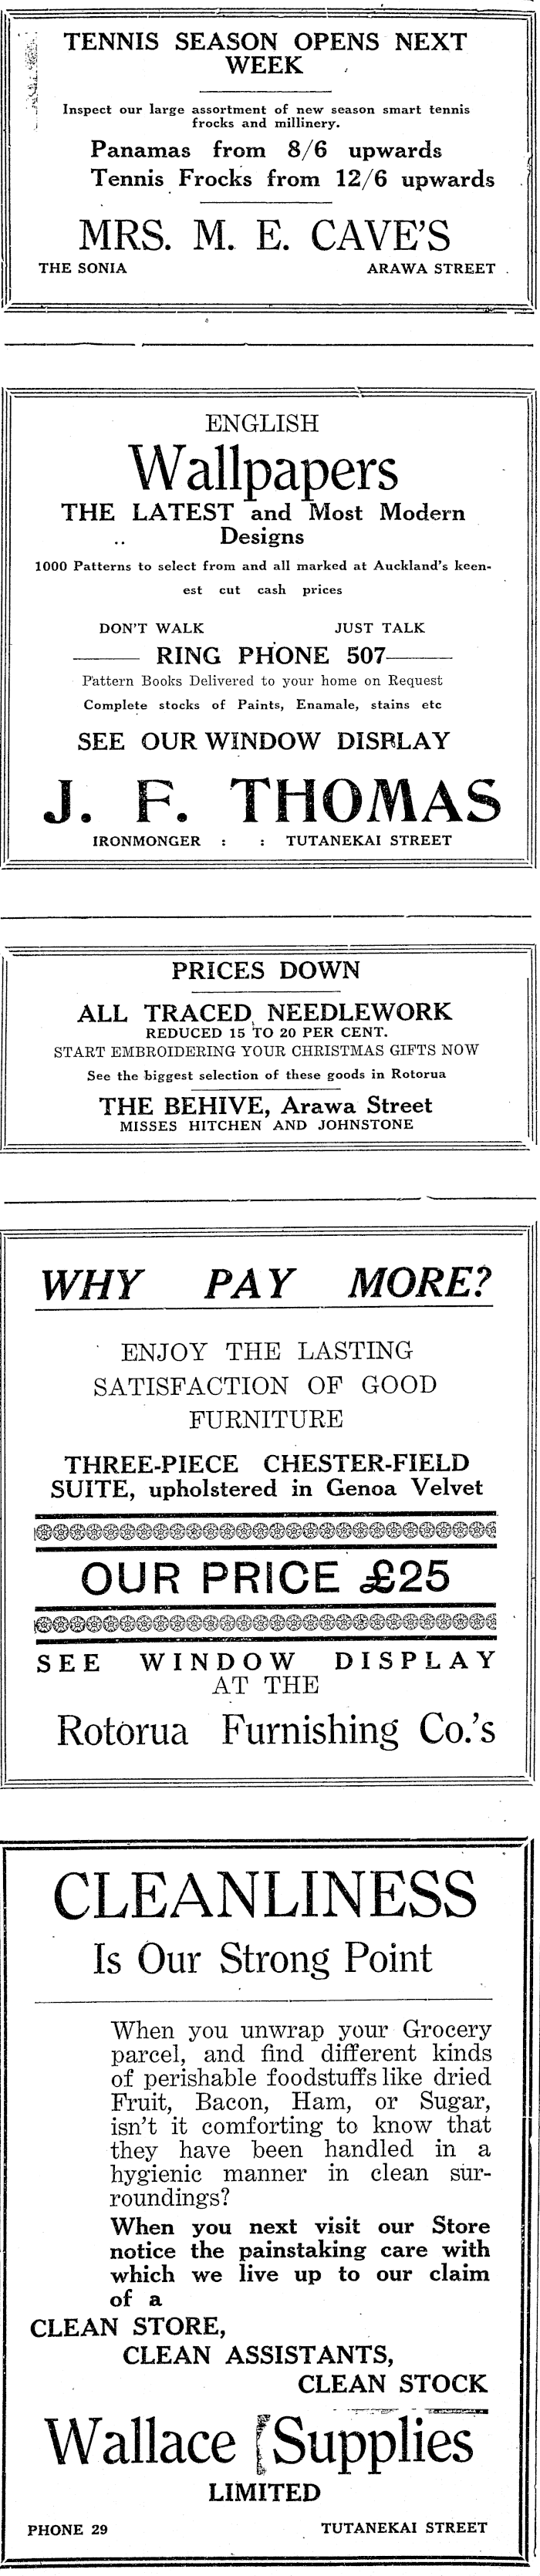 TENNIS SEASON OPENS NEXT
WEEK
Inspect our large assortment of new season smart tennis
frocks and millinery.
Panamas from 8/6 upwards
Tennis Frocks from 12/6 upwards
MRS. M. E. CAVE'S
THE SONIA ARAWA STREET
ENGLISH
Wallpapers
THE LATEST and Most Modern
Designs
1000 Patterns to select from and all marked at Auckland's keen-
est cut cash prices
DON'T WALK JUST TALK
RING PHONE 507
Pattern Books Delivered to your home on Request
Complete stocks of Paints, Enamale, stains etc
SEE OUR WINDOW DISPLAY
J. F. THOMAS
IRONMONGER : : TUTANEKAI STREET
PRICES DOWN
ALL TRACED NEEDLEWORK
REDUCED 15 TO 20 PER CENT.
START EMBROIDERING YOUR CHRISTMAS GIFTS NOW
See the biggest selection of these goods in Rotorua
THE BEHIVE, Arawa Street
MISSES HITCHEN AND JOHNSTONE
WHY PAY MORE?
ENJOY THE LASTING
SATISFACTION OF GOOD
FURNITURE
THREE-PIECE CHESTER-FIELD
SUITE, upholstered in Genoa Velvet
OUR PRICE £25
SEE WINDOW DISPLAY
AT THE
Rotorua Furnishing Co.'s
CLEANLINESS
Is Our Strong Point
When you unwrap your Grocery
parcel, and find different kinds
of perishable foodstuffs like dried
Fruit, Bacon, Ham, or Sugar,
isn't it comforting to know that
they have been handled in a
hygienic manner in clean sur-
roundings?
When you next visit our Store
notice the painstaking care with
which we live up to our claim
of a
CLEAN STORE,
CLEAN ASSISTANTS,
CLEAN STOCK
Wallace Supplies
LIMITED
PHONE 29 TUTANEKAI STREET